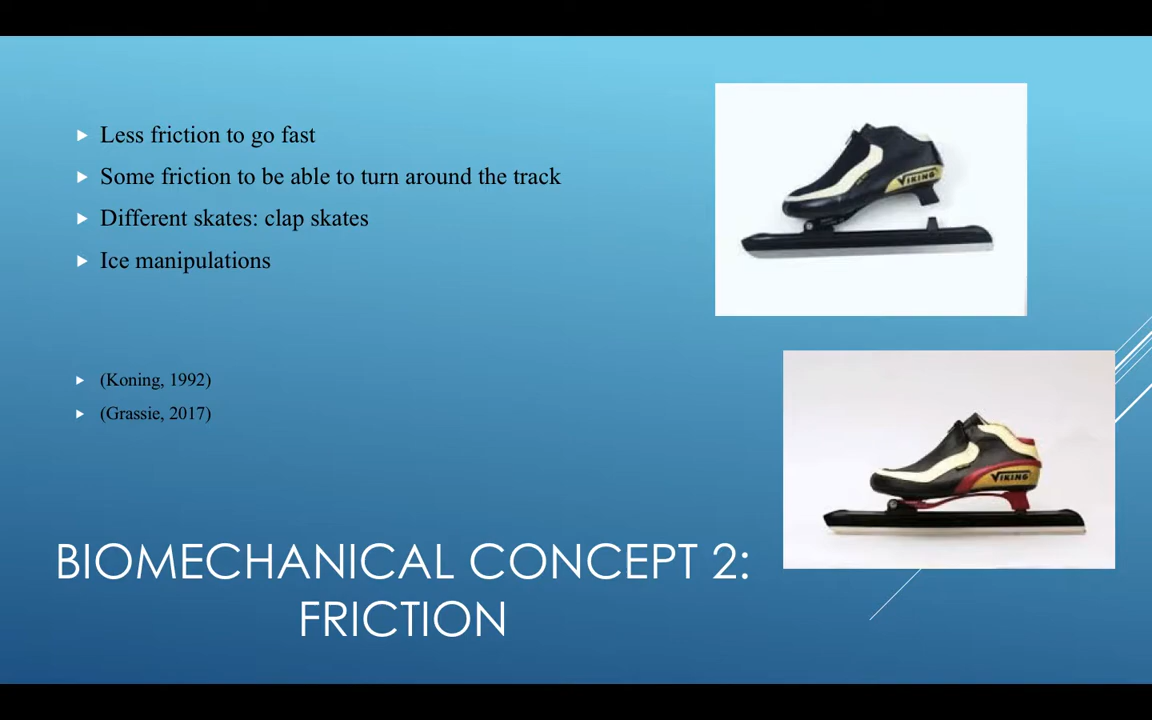 Less friction to go fast
Some friction to be able to turn around the track
Different skates: clap skates
Ice manipulations
(Koning, 1992)
(Grassie, 2017)
BIOMECHANICAL CONCEPT 2:
FRICTION
VIKING
VIKING